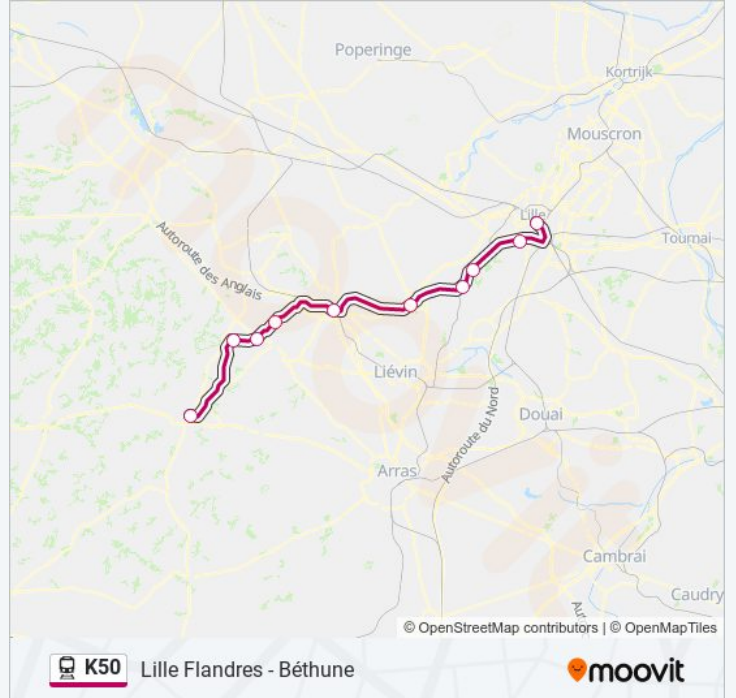 Poperinge
Kortrijk
Mouscron
Lille
Tournai
Autoroute des Anglais
Liévin
Autoroute du Nord
Douai
Arras
Cambrai
Caudry
Aut
© OpenStreetMap contributors | © OpenMapTiles
K50 Lille Flandres - Béthune
moovit